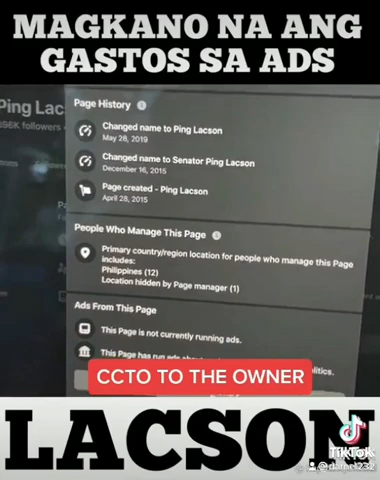 MAGKANO NA ANG
GASTOS SA ADS
Ping Lac
96K followers
Page History
Changed name to Ping Lacson
May 28, 2019
Changed name to Senator Ping Lacson
December 16, 2015
Page created - Ping Lacson
April 28, 2015
People Who Manage This Page
Primary country/region location for people who manage this Page
includes:
Philippines (12)
Location hidden by Page manager (1)
Ads From This Page
This Page is not currently running ads.
This Page has run ads
CCTO TO THE OWNER
LACSON
TikTok